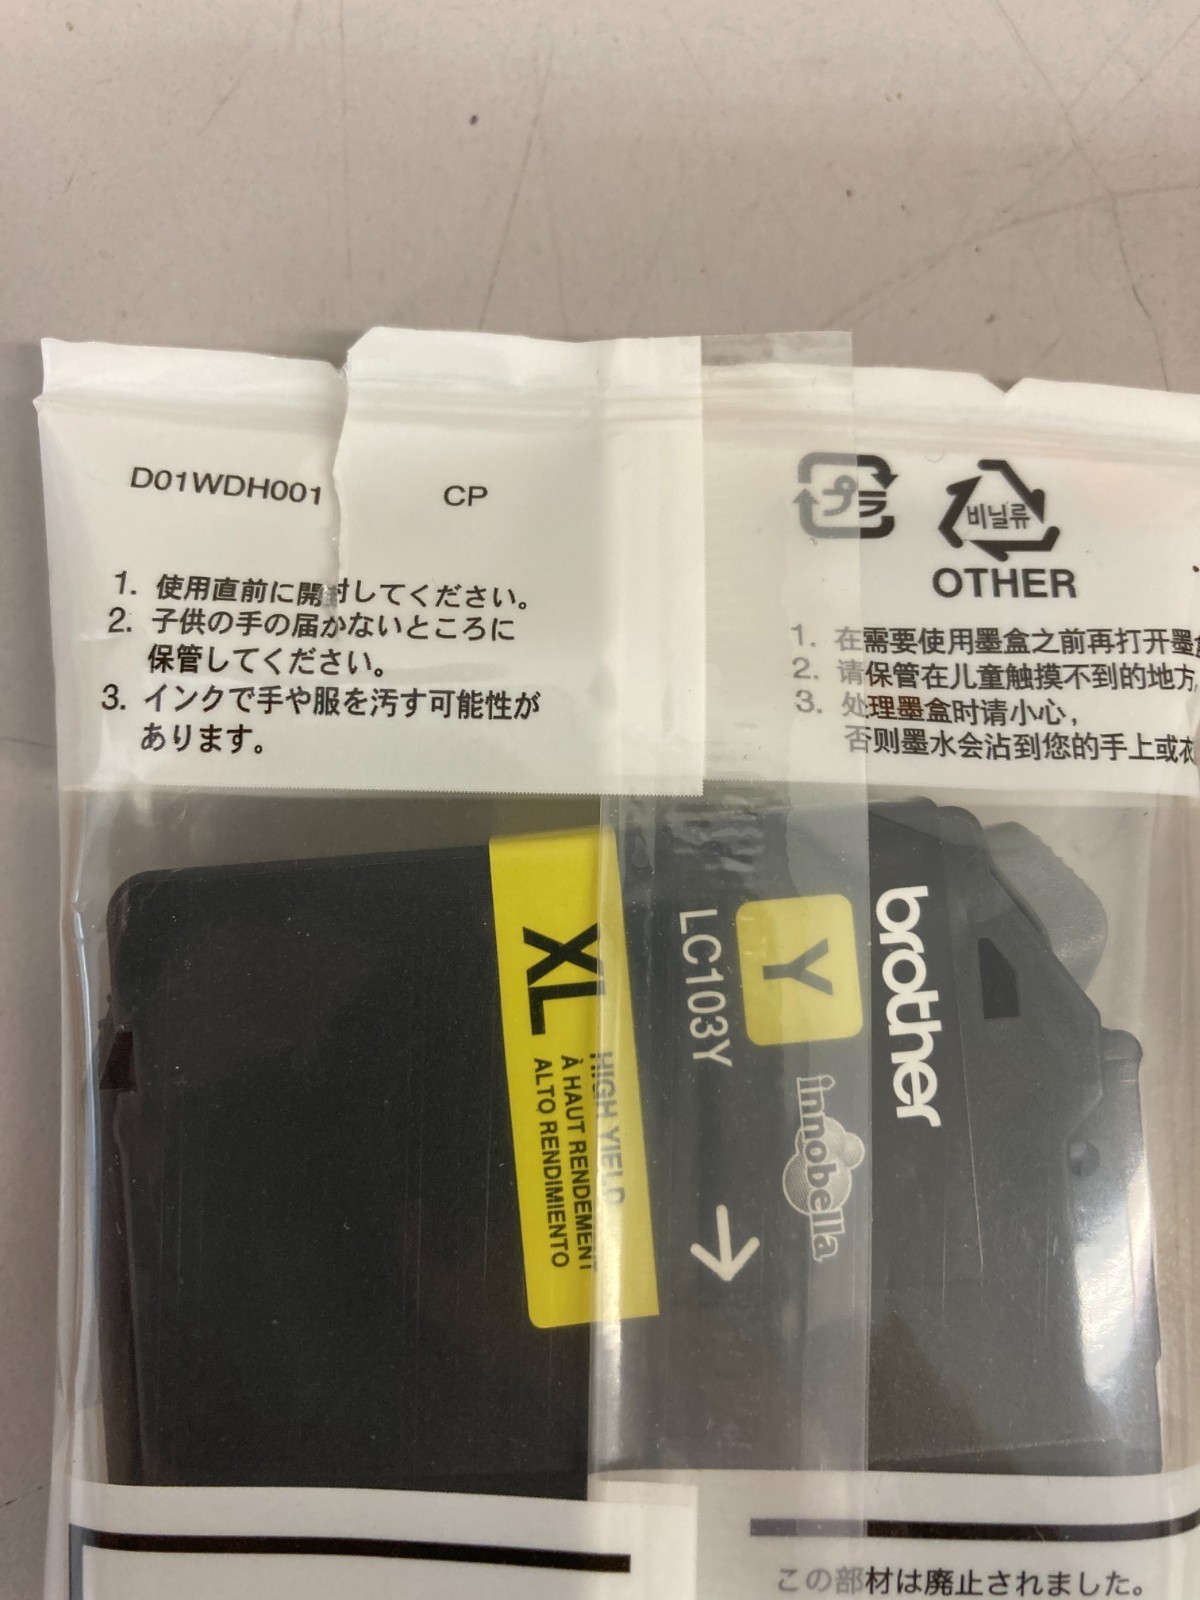 D01WDH001 CP
1. 使用直前に開封してください。
2. 子供の手の届かないところに
保管してください。
3. インクで手や服を汚す可能性が
あります。
プラ
비닐류
OTHER
1. 在需要使用墨盒之前再打开墨盒
2. 请保管在儿童触摸不到的地方,
3. 处理墨盒时请小心,
否则墨水会沾到您的手上或衣
brother
Y
innobella
LC103Y
XL
HIGH YIELD
À HAUT RENDEMENT
ALTO RENDIMIENTO
この部材は廃止されました。